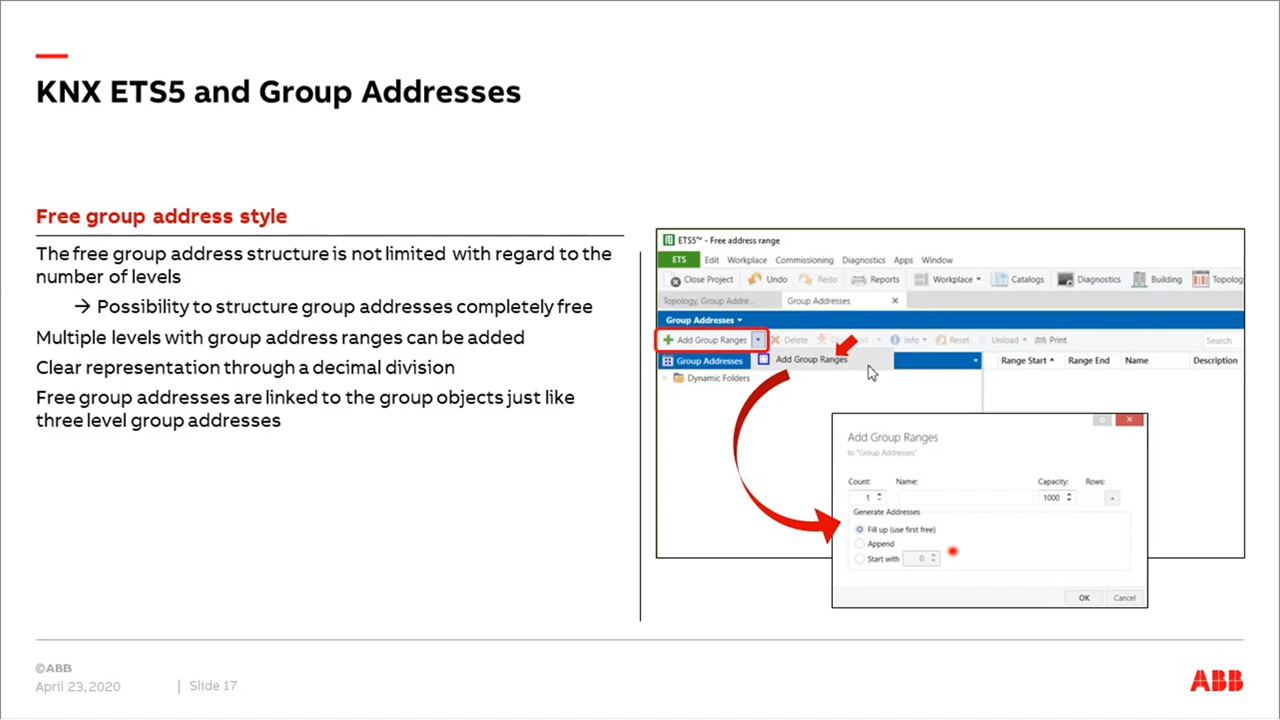 KNX ETS5 and Group Addresses
Free group address style
The free group address structure is not limited with regard to the
number of levels
→ Possibility to structure group addresses completely free
Multiple levels with group address ranges can be added
Clear representation through a decimal division
Free group addresses are linked to the group objects just like
three level group addresses
ETS5™ - Free address range
ETS Edit Workplace Commissioning Diagnostics Apps Window
Close Project Undo Redo Reports Workplace Catalogs Diagnostics Building Topolog
Topology, Group Addre... Group Addresses
Group Addresses
Add Group Ranges Delete Info Reset Unload Print Search
Group Addresses Add Group Ranges Range Start Range End Name Description
Dynamic Folders
Add Group Ranges
to "Group Addresses"
Count: Name: Capacity: Rows:
1 1000
Generate Addresses
Fill up (use first free)
Append
Start with 0
OK Cancel
©ABB
April 23, 2020 | Slide 17
ABB